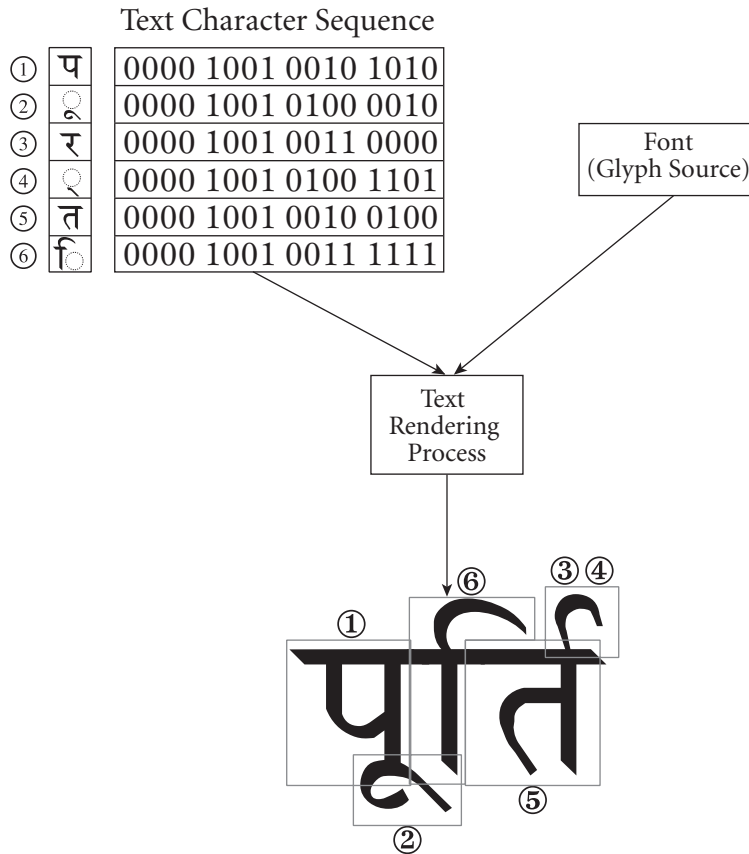 Text Character Sequence
① प 0000 1001 0010 1010
② ू 0000 1001 0100 0010
③ र 0000 1001 0011 0000
④ ् 0000 1001 0100 1101
⑤ त 0000 1001 0010 0100
⑥ ि 0000 1001 0011 1111
Font
(Glyph Source)
Text
Rendering
Process
③ ④
⑥
①
पूर्ति
⑤
②